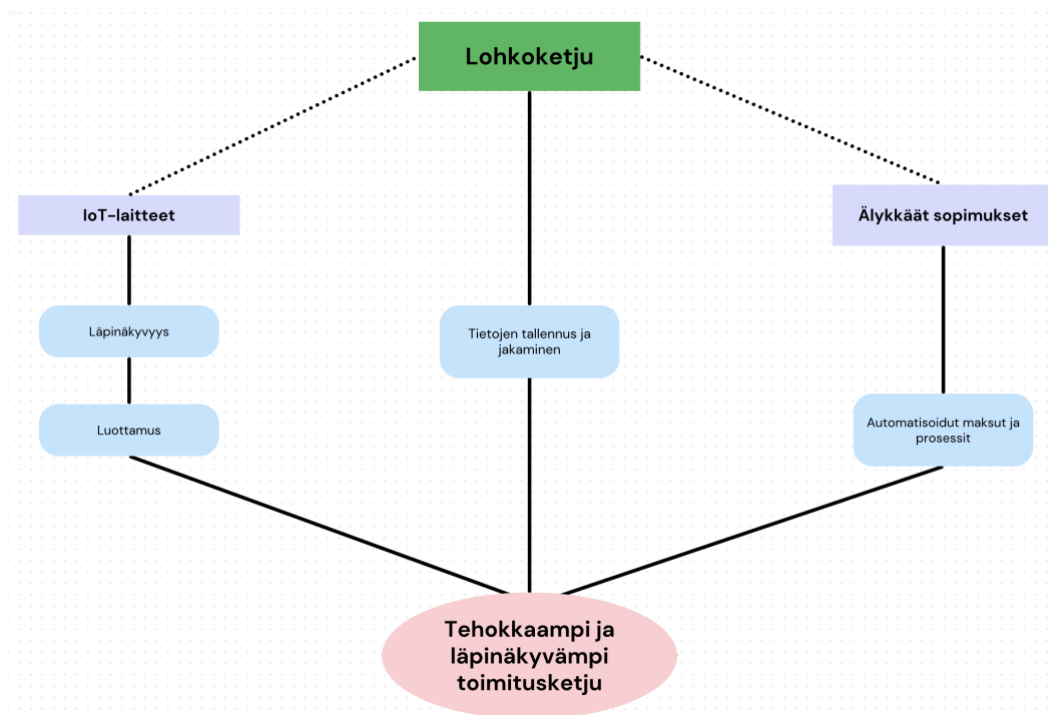 Lohkoketju
IoT-laitteet
Älykkäät sopimukset
Läpinäkyvyys
Tietojen tallennus ja
jakaminen
Luottamus
Automatisoidut maksut ja
prosessit
Tehokkaampi ja
läpinäkyvämpi
toimitusketju